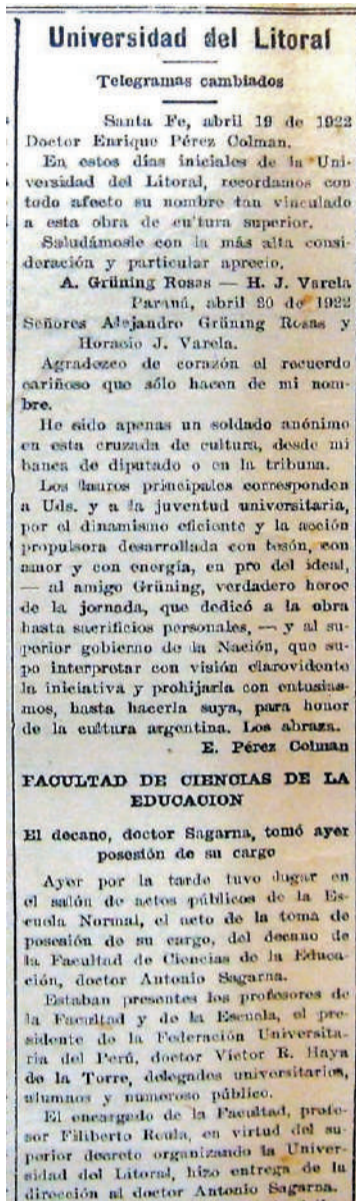 Universidad del Litoral
Telegramas cambiados
Santa Fe, abril 19 de 1922
Doctor Enrique Pérez Colman.
En estos días iniciales de la Uni-
versidad del Litoral, recordamos con
todo afecto su nombre tan vinculado
a esta obra de cultura superior.
Saludámosle con la más alta consi-
deración y particular aprecio.
A. Grüning Rosas — H. J. Varela
Paraná, abril 20 de 1922
Señores Alejandro Grüning Rosas y
Horacio J. Varela.
Agradezco de corazón el recuerdo
cariñoso que sólo hacen de mi nom-
bre.
He sido apenas un soldado anónimo
en esta cruzada de cultura, desde mi
banca de diputado o en la tribuna.
Los lauros principales corresponden
a Uds. y a la juventud universitaria,
por el dinamismo eficiente y la acción
propulsora desarrollada con tesón, con
amor y con energía, en pro del ideal,
— al amigo Grüning, verdadero heroe
de la jornada, que dedicó a la obra
hasta sacrificios personales, — y al su-
perior gobierno de la Nación, que su-
po interpretar con visión clarovidente
la iniciativa y prohijarla con entusias-
mos, hasta hacerla suya, para honor
de la cultura argentina. Los abraza.
E. Pérez Colman
FACULTAD DE CIENCIAS DE LA
EDUCACION
El decano, doctor Sagarna, tomó ayer
posesión de su cargo
Ayer por la tarde tuvo lugar en
el salón de actos públicos de la Es-
cuela Normal, el acto de la toma de
posesión de su cargo, del decano de
la Facultad de Ciencias de la Educa-
ción, doctor Antonio Sagarna.
Estaban presentes los profesores de
la Facultad y de la Escuela, el pre-
sidente de la Federación Universita-
ria del Perú, doctor Víctor R. Haya
de la Torre, delegados universitarios,
alumnos y numeroso público.
El encargado de la Facultad, profe-
sor Filiberto Reula, en virtud del su-
perior decreto organizando la Univer-
sidad del Litoral, hizo entrega de la
dirección al doctor Antonio Sagarna.